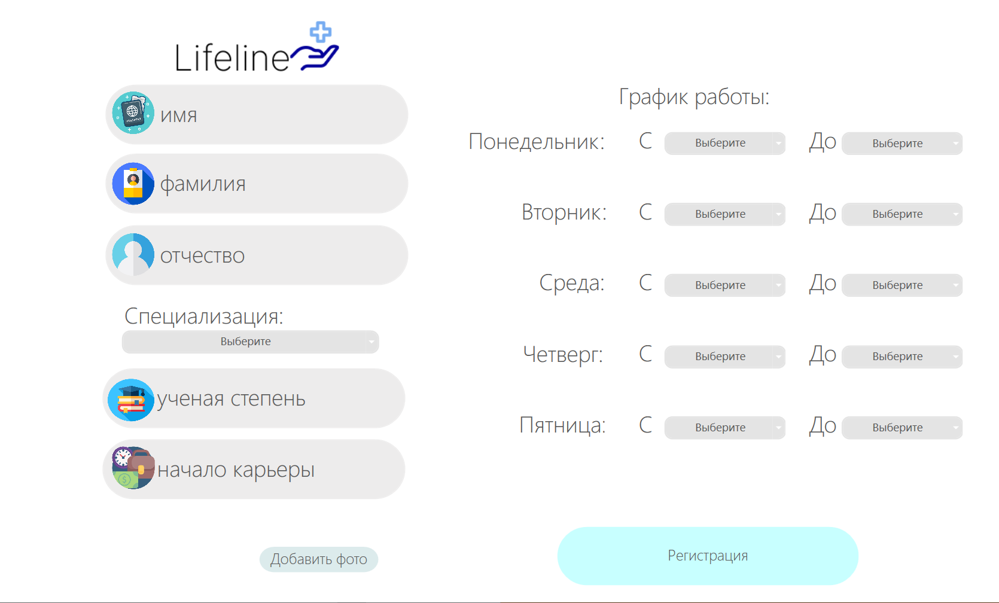 Lifeline
имя
фамилия
отчество
Специализация:
Выберите
ученая степень
начало карьеры
Добавить фото
График работы:
Понедельник: С Выберите До Выберите
Вторник: С Выберите До Выберите
Среда: С Выберите До Выберите
Четверг: С Выберите До Выберите
Пятница: С Выберите До Выберите
Регистрация